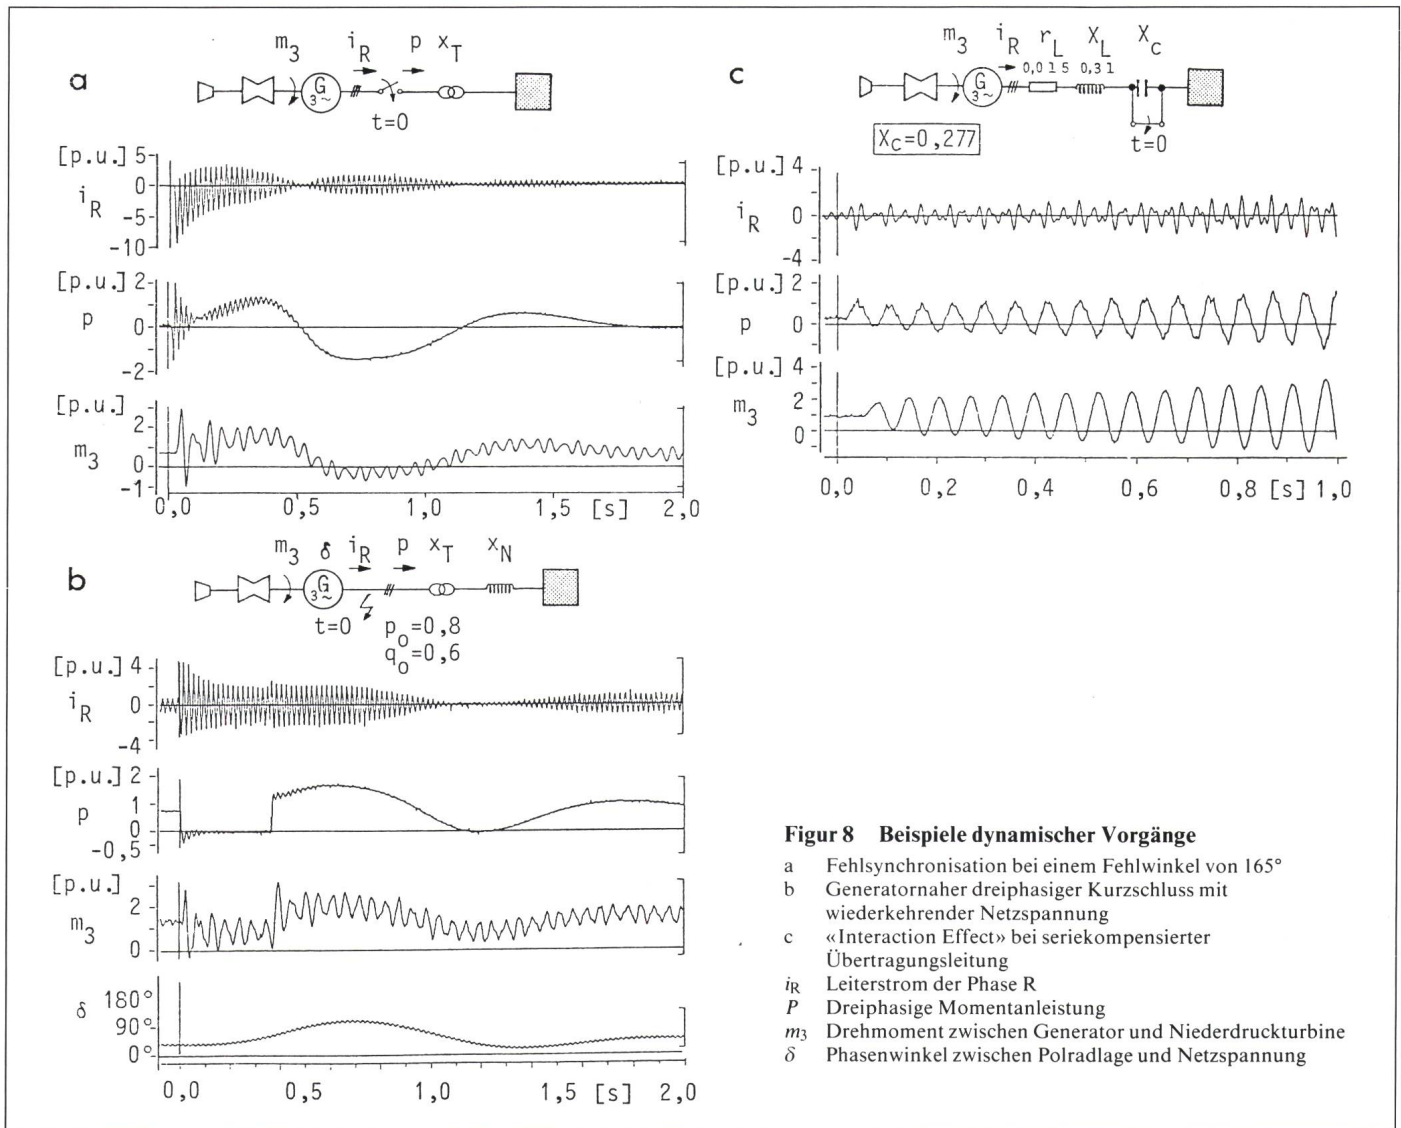 a
m3 iR p xT
G
3~
t=0
[p.u.] 5
iR 0
-5
-10
[p.u.] 2
p 0
-2
[p.u.]
2
m3 0
-1
0,0 0,5 1,0 1,5 [s] 2,0
b
m3 δ iR p xT xN
G
3~
t=0 po=0,8
qo=0,6
[p.u.] 4
iR 0
-4
[p.u.] 2
1
p 0
-0,5
[p.u.]
2
m3 0
δ 180°
90°
0°
0,0 0,5 1,0 1,5 [s] 2,0
c
m3 iR rL XL Xc
0,015 0,31
G
3~
Xc=0,277
t=0
[p.u.] 4
iR 0
-4
[p.u.] 2
p 0
[p.u.] 4
m3 2
0
0,0 0,2 0,4 0,6 0,8 [s] 1,0
Figur 8 Beispiele dynamischer Vorgänge
a Fehlsynchronisation bei einem Fehlwinkel von 165°
b Generatornaher dreiphasiger Kurzschluss mit
wiederkehrender Netzspannung
c «Interaction Effect» bei seriekompensierter
Übertragungsleitung
iR Leiterstrom der Phase R
P Dreiphasige Momentanleistung
m3 Drehmoment zwischen Generator und Niederdruckturbine
δ Phasenwinkel zwischen Polradlage und Netzspannung